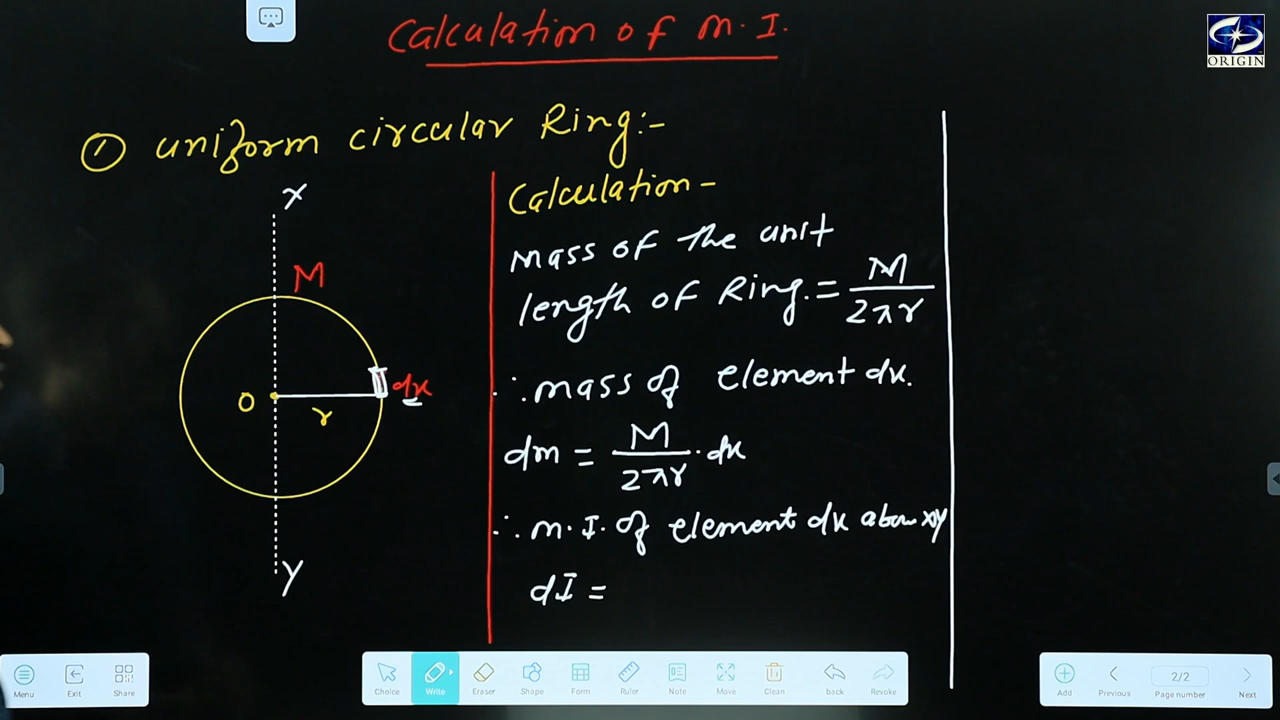 Calculation of M.I.
ORIGIN
① uniform circular Ring:-
X
M
O
r
dx
Y
Calculation -
Mass of the unit
length of Ring. = M/2πr
∴ mass of element dx.
dm = M/2πr · dx
∴ M.I. of element dx about XY
dI =
Menu
Exit
Share
Choice
Write
Eraser
Shape
Form
Ruler
Note
Move
Clean
back
Revoke
Add
Previous
2/2
Page number
Next